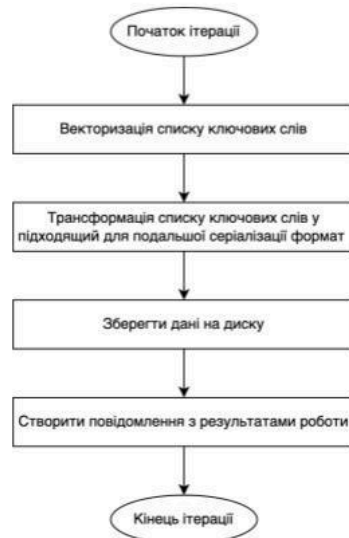 Початок ітерації
Векторизація списку ключових слів
Трансформація списку ключових слів у
підходящий для подальшої серіалізації формат
Зберегти дані на диску
Створити повідомлення з результатами роботи
Кінець ітерації